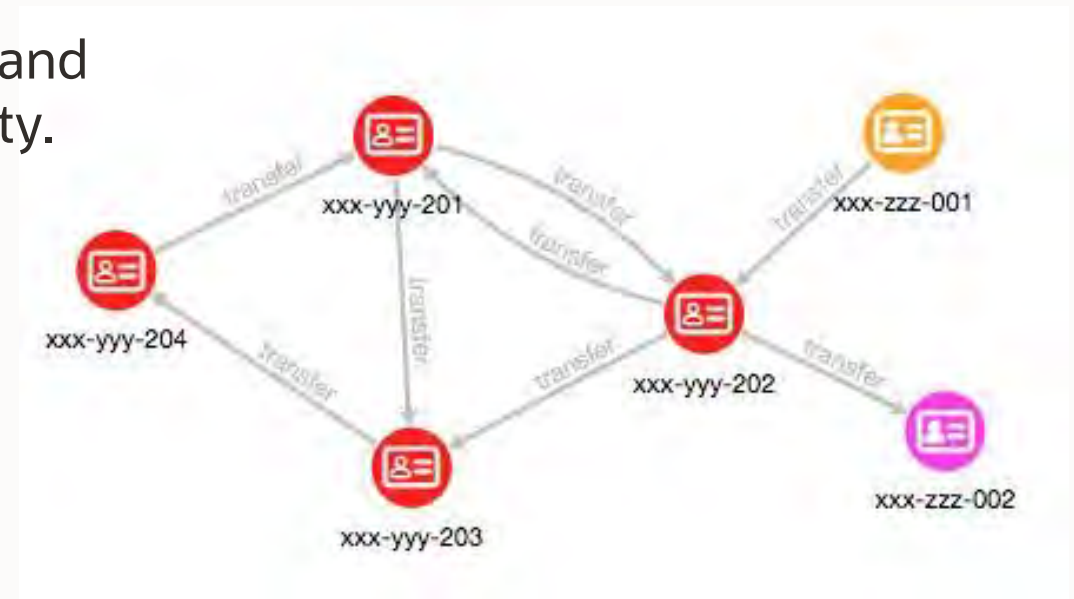 and
ty.
transfer
transfer
xxx-yyy-201
xxx-zzz-001
transfer
transfer
transfer
xxx-yyy-204
transfer
transfer
transfer
xxx-yyy-202
transfer
xxx-zzz-002
xxx-yyy-203